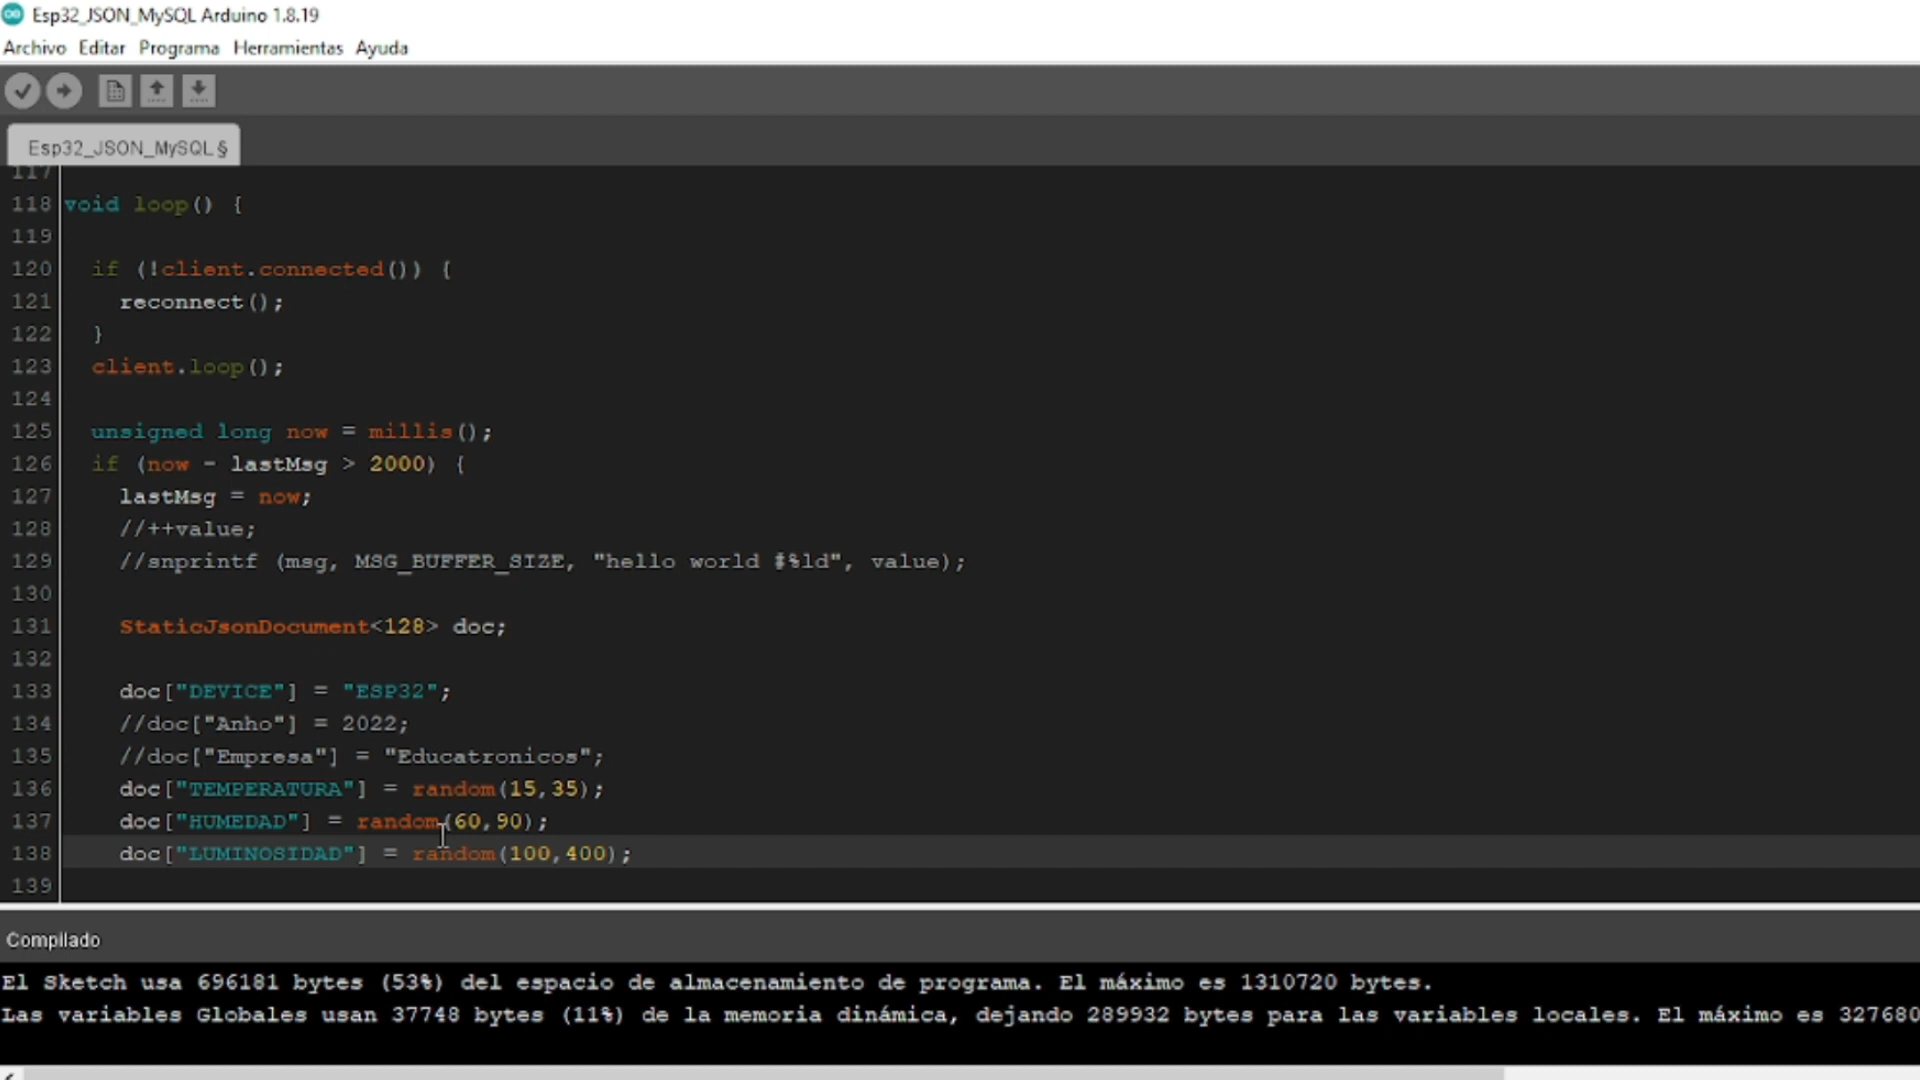 Esp32_JSON_MySQL Arduino 1.8.19
Archivo Editar Programa Herramientas Ayuda
Esp32_JSON_MySQL §
117
118 void loop() {
119
120 if (!client.connected()) {
121 reconnect();
122 }
123 client.loop();
124
125 unsigned long now = millis();
126 if (now - lastMsg > 2000) {
127 lastMsg = now;
128 //++value;
129 //snprintf (msg, MSG_BUFFER_SIZE, "hello world #%ld", value);
130
131 StaticJsonDocument<128> doc;
132
133 doc["DEVICE"] = "ESP32";
134 //doc["Anho"] = 2022;
135 //doc["Empresa"] = "Educatronicos";
136 doc["TEMPERATURA"] = random(15,35);
137 doc["HUMEDAD"] = random(60,90);
138 doc["LUMINOSIDAD"] = random(100,400);
139
Compilado
El Sketch usa 696181 bytes (53%) del espacio de almacenamiento de programa. El máximo es 1310720 bytes.
Las variables Globales usan 37748 bytes (11%) de la memoria dinámica, dejando 289932 bytes para las variables locales. El máximo es 327680